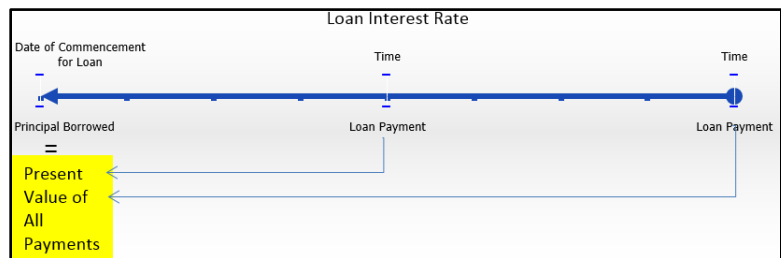 Loan Interest Rate
Date of Commencement
for Loan
Time
Time
Principal Borrowed
Loan Payment
Loan Payment
=
Present
Value of
All
Payments